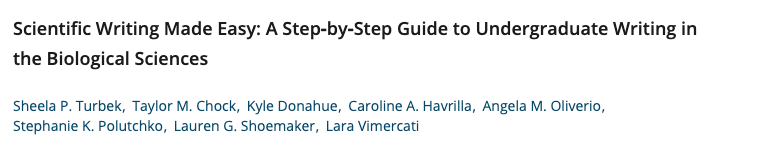 Scientific Writing Made Easy: A Step-by-Step Guide to Undergraduate Writing in
the Biological Sciences
Sheela P. Turbek, Taylor M. Chock, Kyle Donahue, Caroline A. Havrilla, Angela M. Oliverio,
Stephanie K. Polutchko, Lauren G. Shoemaker, Lara Vimercati